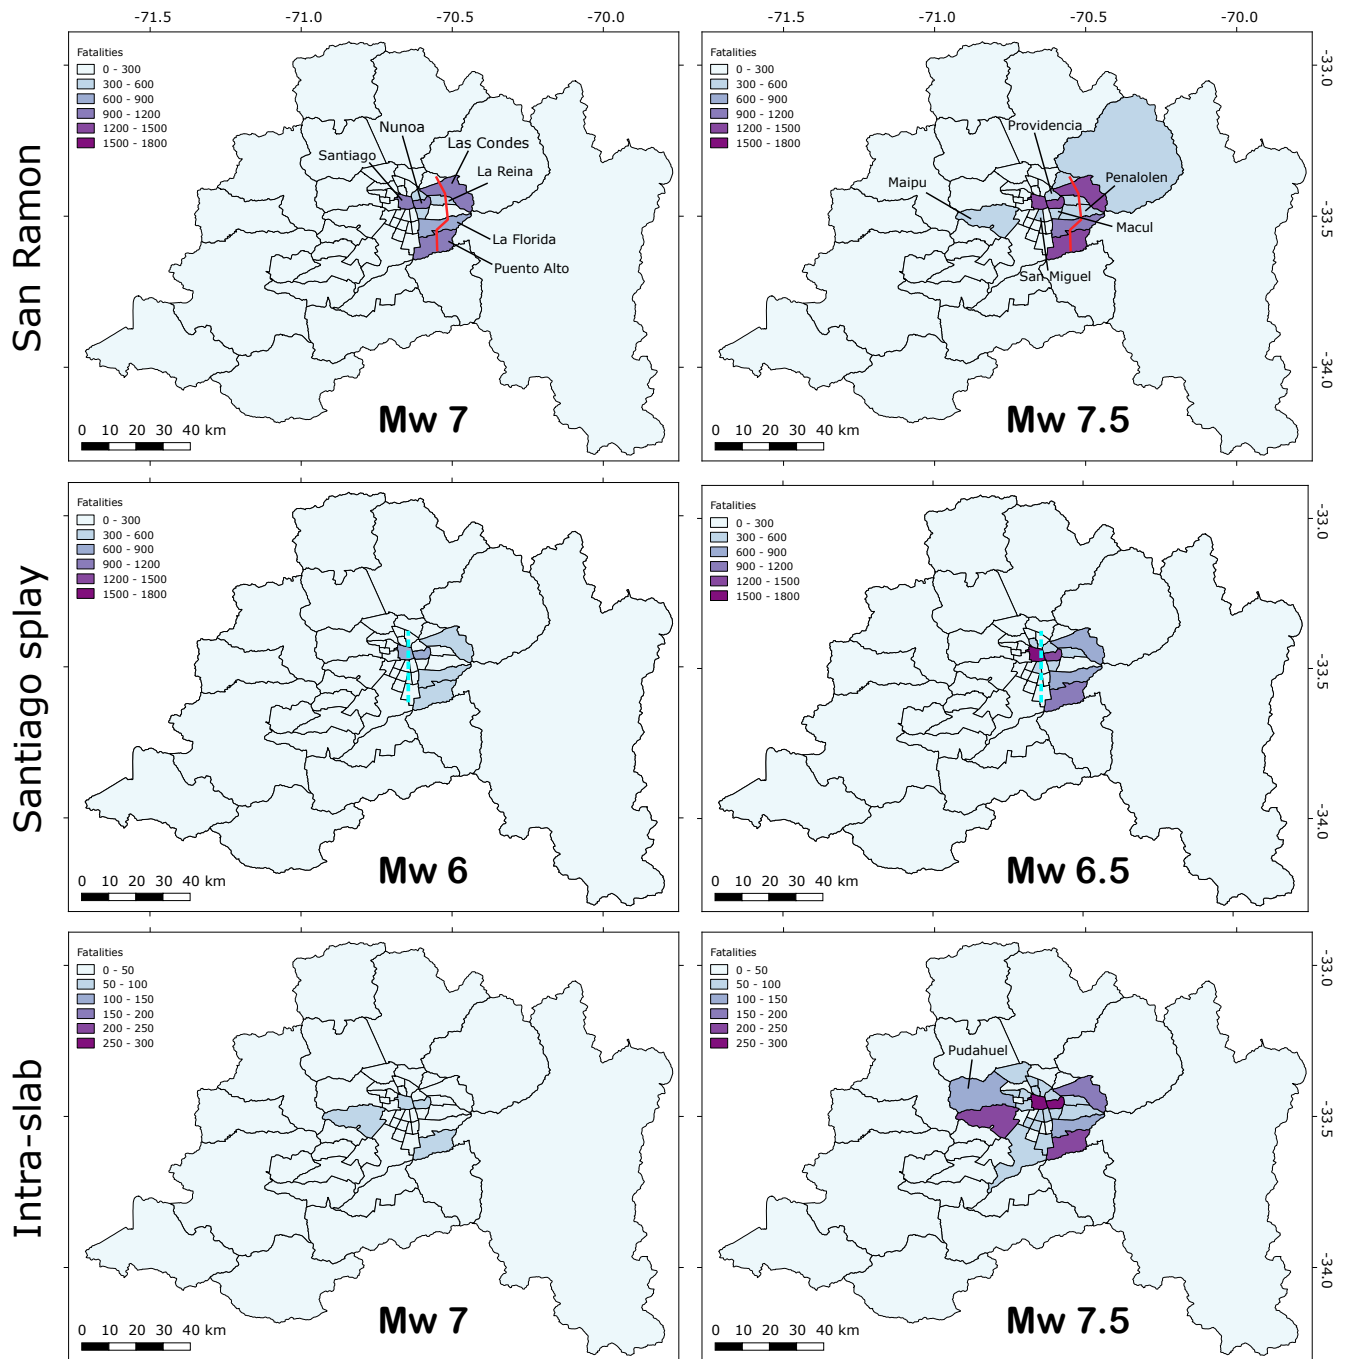 -71.5 -71.0 -70.5 -70.0
-71.5 -71.0 -70.5 -70.0
San Ramon
Fatalities
0 - 300
300 - 600
600 - 900
900 - 1200
1200 - 1500
1500 - 1800
Nunoa
Las Condes
Santiago
La Reina
La Florida
Puento Alto
Mw 7
0 10 20 30 40 km
Fatalities
0 - 300
300 - 600
600 - 900
900 - 1200
1200 - 1500
1500 - 1800
Providencia
Maipu
Penalolen
Macul
San Miguel
Mw 7.5
0 10 20 30 40 km
-33.0
-33.5
-34.0
Santiago splay
Fatalities
0 - 300
300 - 600
600 - 900
900 - 1200
1200 - 1500
1500 - 1800
Mw 6
0 10 20 30 40 km
Fatalities
0 - 300
300 - 600
600 - 900
900 - 1200
1200 - 1500
1500 - 1800
Mw 6.5
0 10 20 30 40 km
-33.0
-33.5
-34.0
Intra-slab
Fatalities
0 - 50
50 - 100
100 - 150
150 - 200
200 - 250
250 - 300
Mw 7
0 10 20 30 40 km
Fatalities
0 - 50
50 - 100
100 - 150
150 - 200
200 - 250
250 - 300
Pudahuel
Mw 7.5
0 10 20 30 40 km
-33.0
-33.5
-34.0